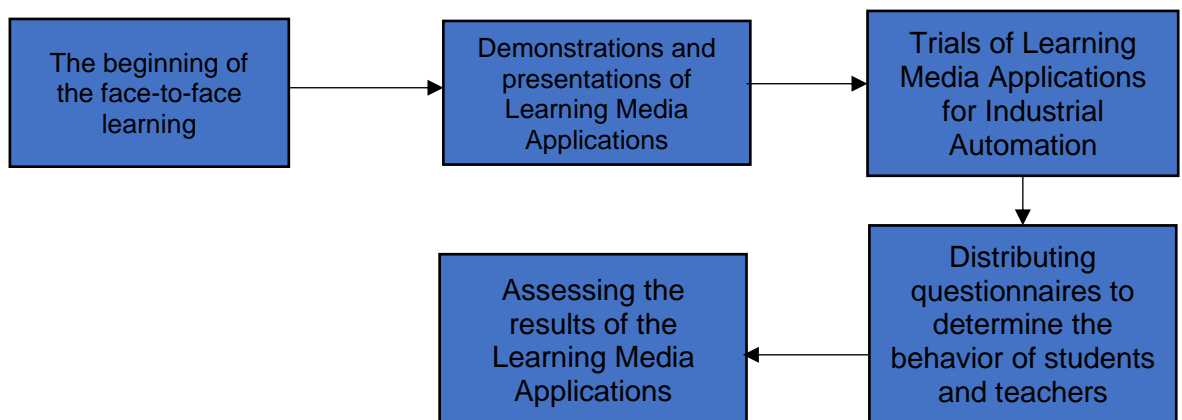 The beginning of
the face-to-face
learning
Demonstrations and
presentations of
Learning Media
Applications
Trials of Learning
Media Applications
for Industrial
Automation
Distributing
questionnaires to
determine the
behavior of students
and teachers
Assessing the
results of the
Learning Media
Applications